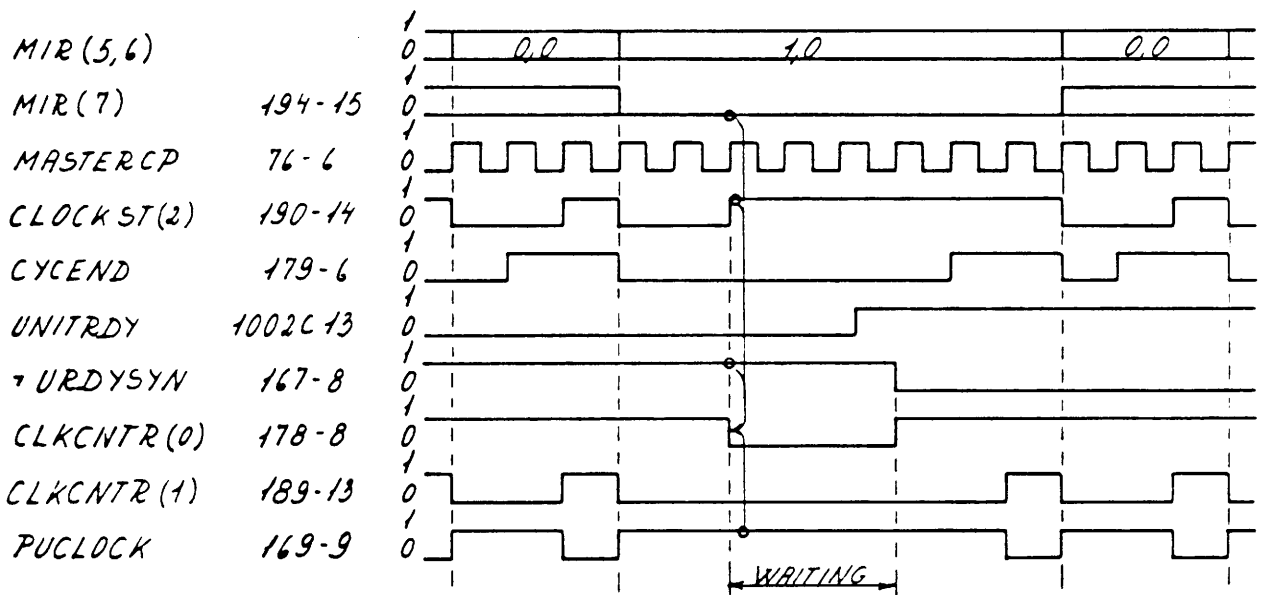 MIR(5,6) 1 0 0,0 1,0 0,0
MIR(7) 194-15 1 0
MASTERCP 76-6 1 0
CLOCKST(2) 190-14 1 0
CYCEND 179-6 1 0
UNITRDY 1002C13 1 0
¬URDYSYN 167-8 1 0
CLKCNTR(0) 178-8 1 0
CLKCNTR(1) 189-13 1 0
PUCLOCK 169-9 1 0
WAITING